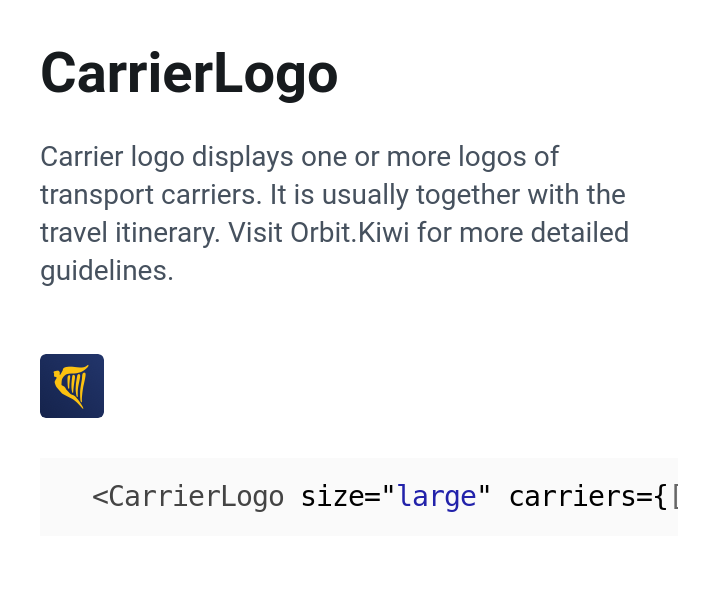 CarrierLogo
Carrier logo displays one or more logos of
transport carriers. It is usually together with the
travel itinerary. Visit Orbit.Kiwi for more detailed
guidelines.
<CarrierLogo size="large" carriers={[